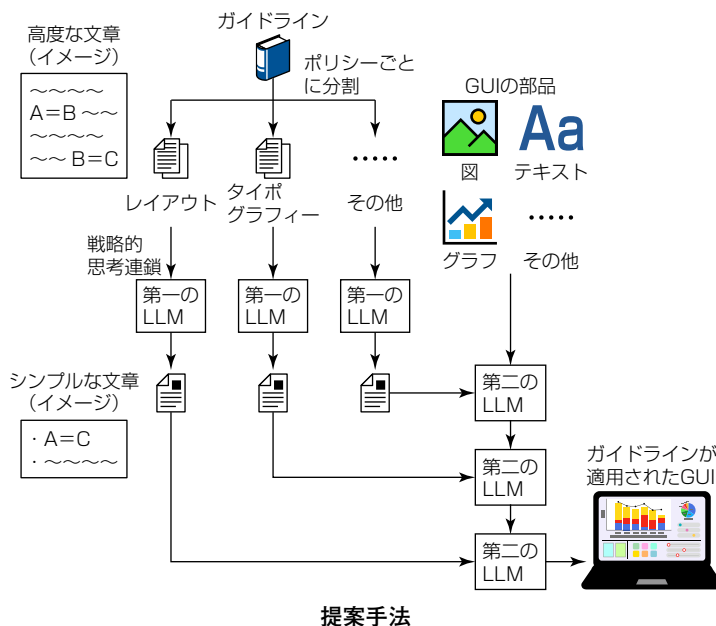 高度な文章
（イメージ）
～～～～
A＝B ～～
～～～～
～～ B＝C
ガイドライン
ポリシーごと
に分割
GUIの部品
Aa
図
テキスト
グラフ
その他
・・・・・
・・・・・
レイアウト
タイポ
グラフィー
その他
戦略的
思考連鎖
第一の
LLM
第一の
LLM
第一の
LLM
シンプルな文章
（イメージ）
・A＝C
・～～～～
第二の
LLM
第二の
LLM
第二の
LLM
ガイドラインが
適用されたGUI
提案手法